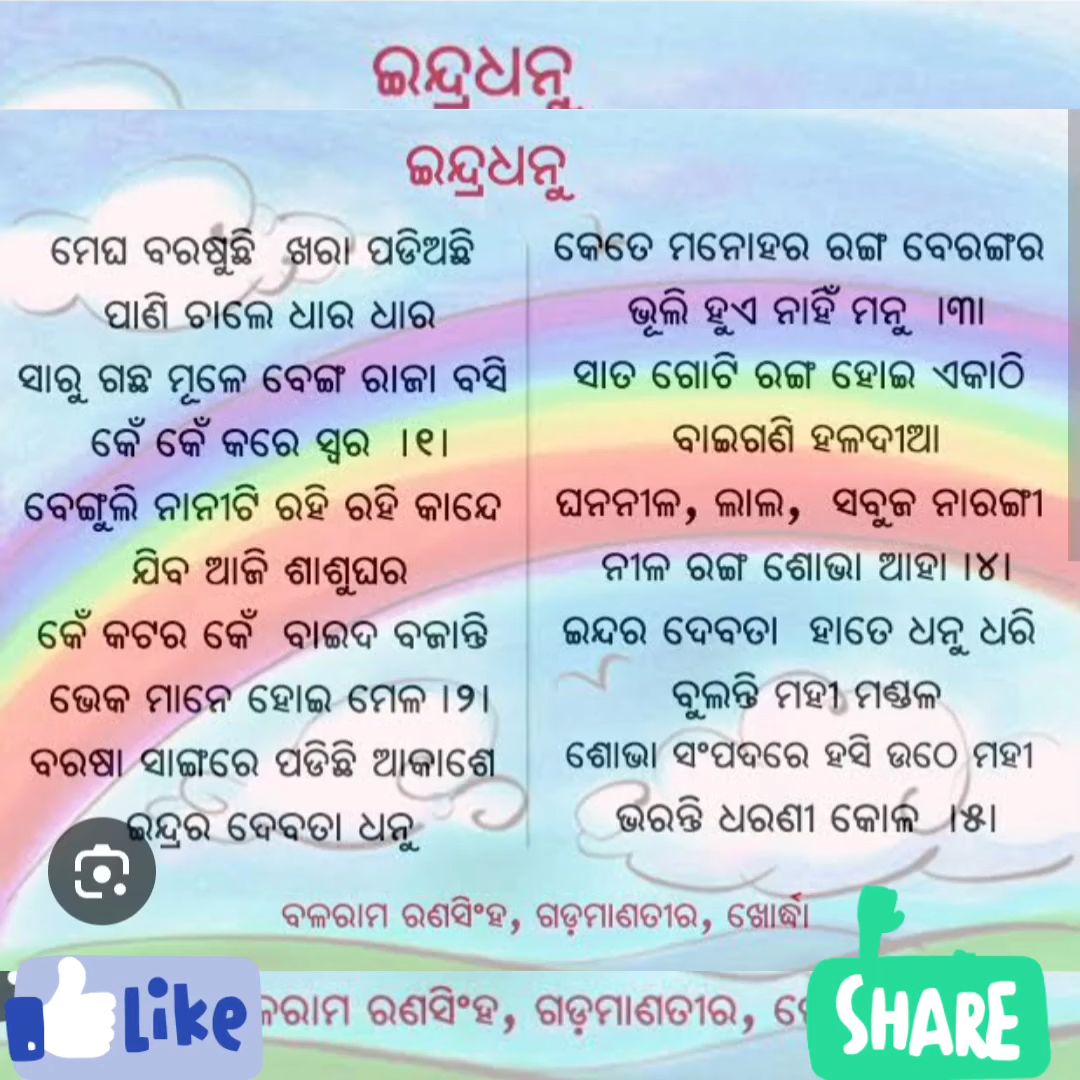 ଇନ୍ଦ୍ରଧନୁ
ଇନ୍ଦ୍ରଧନୁ
ମେଘ ବରଷୁଛି ଖରା ପଡିଅଛି
ପାଣି ଚାଲେ ଧାର ଧାର
ସାରୁ ଗଛ ମୂଳେ ବେଙ୍ଗ ରାଜା ବସି
କେଁ କେଁ କରେ ସ୍ବର ।୧।
ବେଙ୍ଗୁଲି ନାନୀଟି ରହି ରହି କାନ୍ଦେ
ଯିବ ଆଜି ଶାଶୁଘର
କେଁ କଟର କେଁ ବାଇଦ ବଜାନ୍ତି
ଭେକ ମାନେ ହୋଇ ମେଳ ।୨।
ବରଷା ସାଙ୍ଗରେ ପଡିଛି ଆକାଶେ
ଇନ୍ଦ୍ରର ଦେବତା ଧନୁ
କେତେ ମନୋହର ରଙ୍ଗ ବେରଙ୍ଗର
ଭୂଲି ହୁଏ ନାହିଁ ମନୁ ।୩।
ସାତ ଗୋଟି ରଙ୍ଗ ହୋଇ ଏକାଠି
ବାଇଗଣି ହଳଦୀଆ
ଘନନୀଳ, ଲାଲ, ସବୁଜ ନାରଙ୍ଗୀ
ନୀଳ ରଙ୍ଗ ଶୋଭା ଆହା ।୪।
ଇନ୍ଦର ଦେବତା ହାତେ ଧନୁ ଧରି
ବୁଲନ୍ତି ମହୀ ମଣ୍ଡଳ
ଶୋଭା ସଂପଦରେ ହସି ଉଠେ ମହୀ
ଭରନ୍ତି ଧରଣୀ କୋଳ ।୫।
ବଳରାମ ରଣସିଂହ, ଗଡ଼ମାଣତୀର, ଖୋର୍ଦ୍ଧା
ରଣସିଂହ, ଗଡ଼ମାଣତୀର,
Like
SHARE